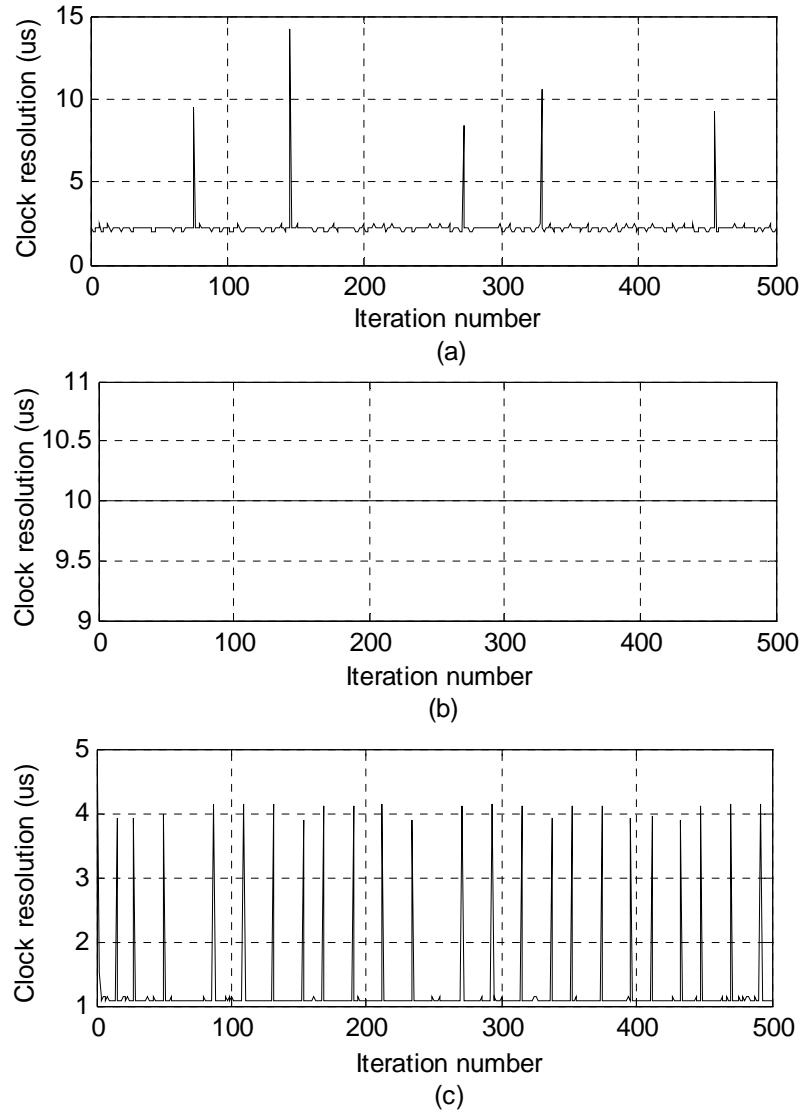 Clock resolution (us)
15
10
5
0
0 100 200 300 400 500
Iteration number
(a)
Clock resolution (us)
11
10.5
10
9.5
9
0 100 200 300 400 500
Iteration number
(b)
Clock resolution (us)
5
4
3
2
1
0 100 200 300 400 500
Iteration number
(c)